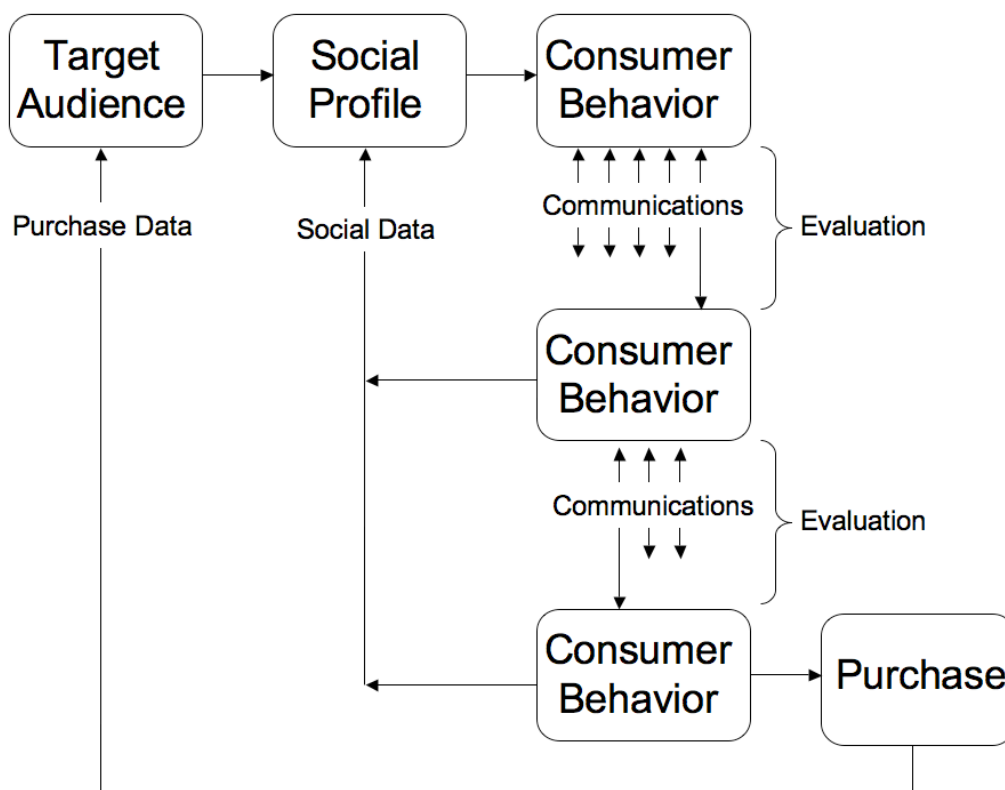 Target
Audience
Social
Profile
Consumer
Behavior
Purchase Data
Social Data
Communications
Evaluation
Consumer
Behavior
Communications
Evaluation
Consumer
Behavior
Purchase